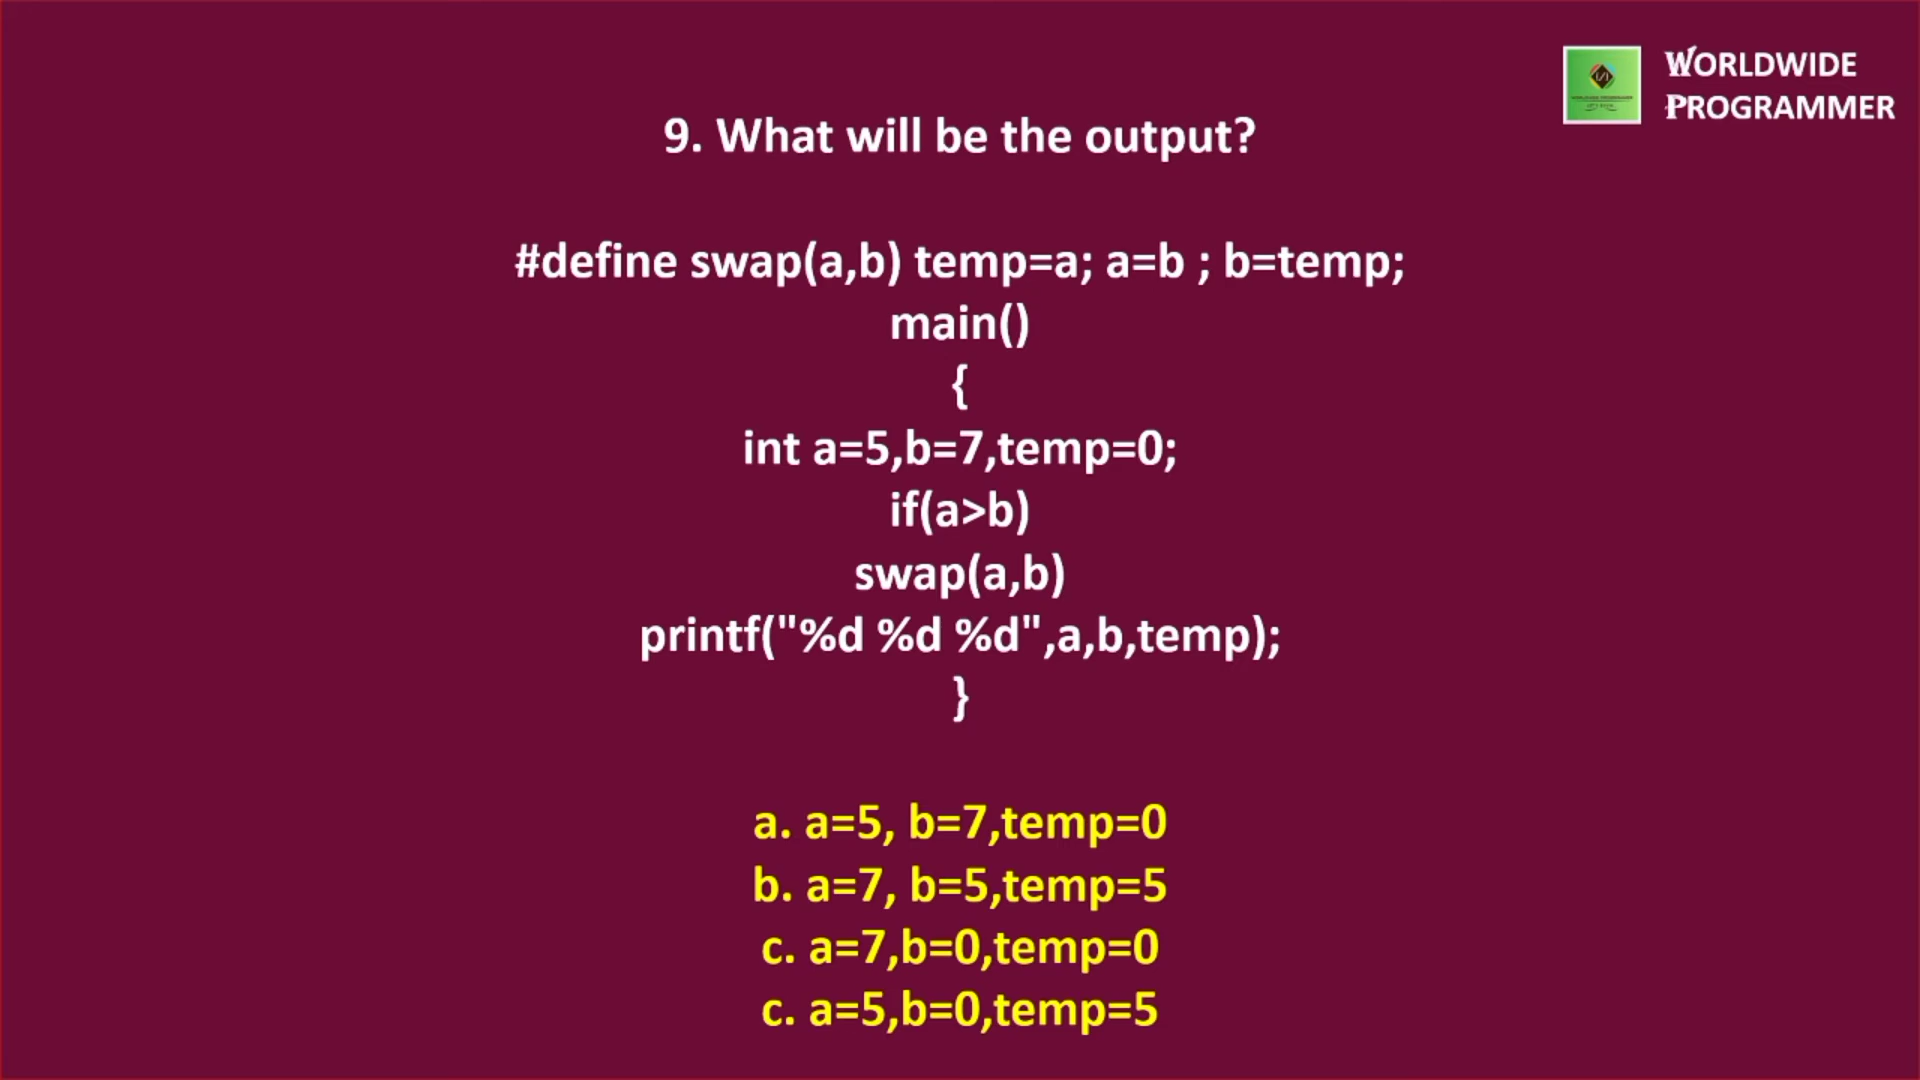 WORLDWIDE
PROGRAMMER
9. What will be the output?
#define swap(a,b) temp=a; a=b ; b=temp;
main()
{
int a=5,b=7,temp=0;
if(a>b)
swap(a,b)
printf("%d %d %d",a,b,temp);
}
a. a=5, b=7,temp=0
b. a=7, b=5,temp=5
c. a=7,b=0,temp=0
c. a=5,b=0,temp=5